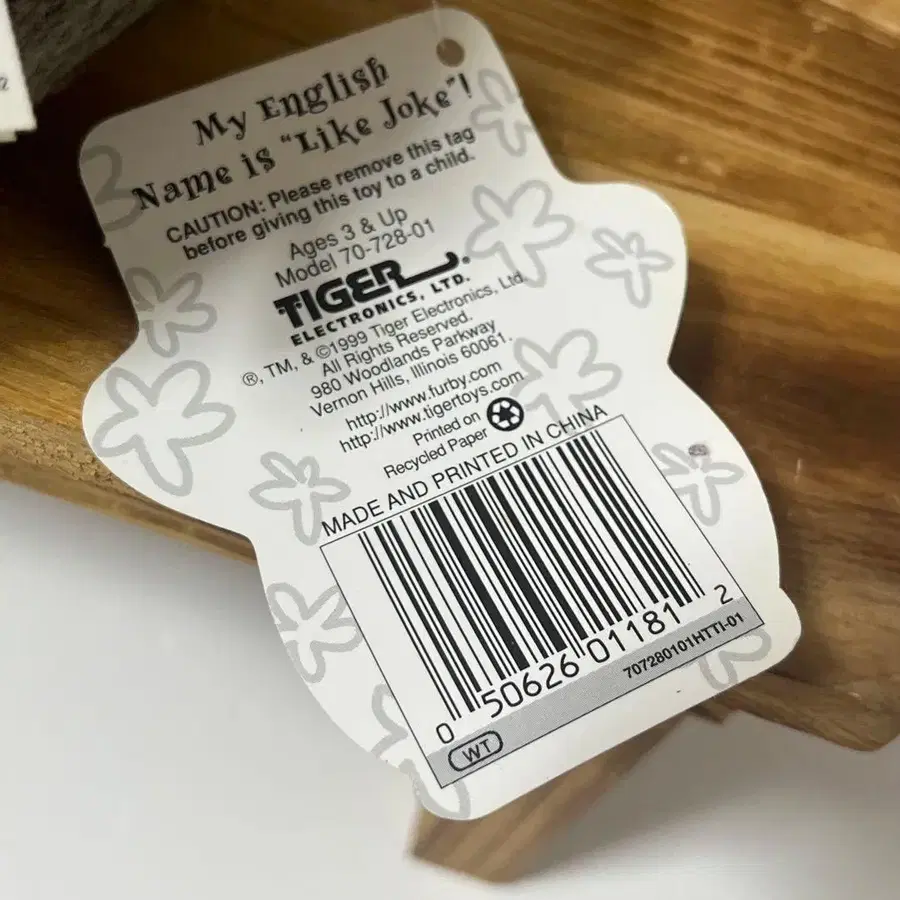 2
My English
Name is "Like Joke"!
CAUTION: Please remove this tag
before giving this toy to a child.
Ages 3 & Up
Model 70-728-01
TIGER®
ELECTRONICS, LTD.
®, TM, & ©1999 Tiger Electronics, Ltd.
All Rights Reserved.
980 Woodlands Parkway
Vernon Hills, Illinois 60061.
http://www.furby.com
http://www.tigertoys.com
Printed on
Recycled Paper
MADE AND PRINTED IN CHINA
0 50626 01181 2
707280101HTTI-01
WT